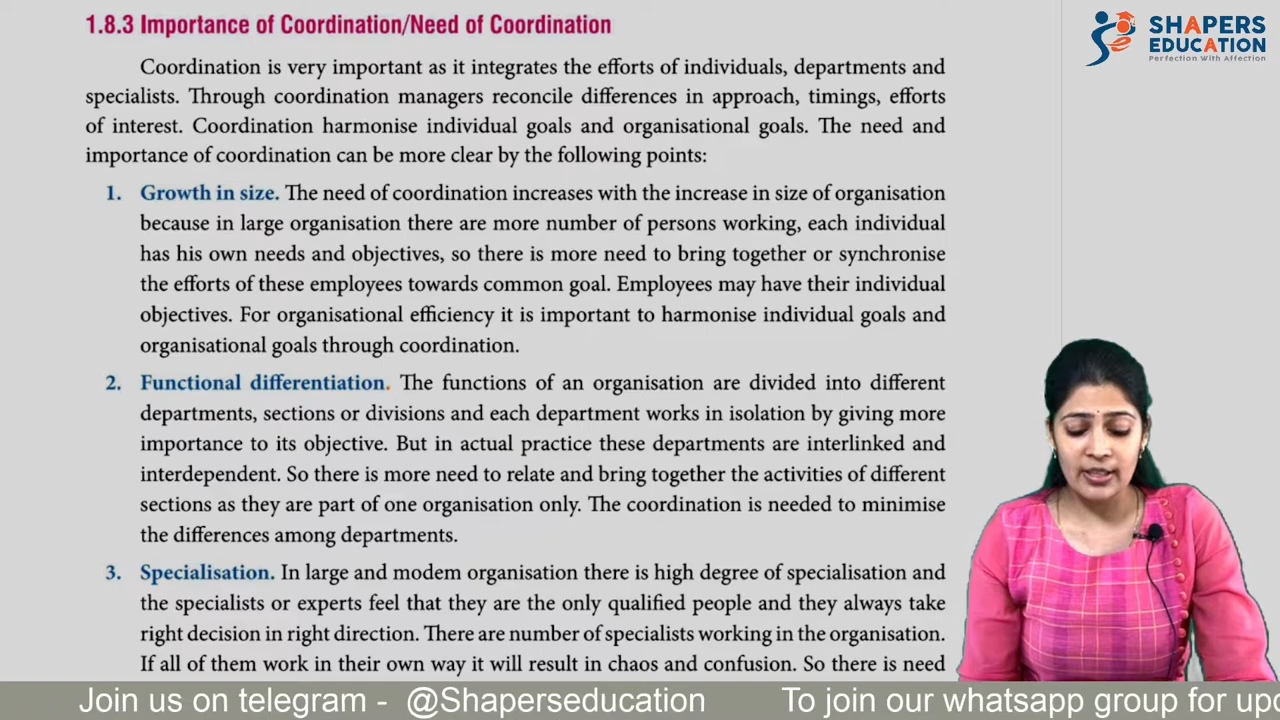 1.8.3 Importance of Coordination/Need of Coordination
SHAPERS
EDUCATION
Perfection With Affection
Coordination is very important as it integrates the efforts of individuals, departments and
specialists. Through coordination managers reconcile differences in approach, timings, efforts
of interest. Coordination harmonise individual goals and organisational goals. The need and
importance of coordination can be more clear by the following points:
1. Growth in size. The need of coordination increases with the increase in size of organisation
because in large organisation there are more number of persons working, each individual
has his own needs and objectives, so there is more need to bring together or synchronise
the efforts of these employees towards common goal. Employees may have their individual
objectives. For organisational efficiency it is important to harmonise individual goals and
organisational goals through coordination.
2. Functional differentiation. The functions of an organisation are divided into different
departments, sections or divisions and each department works in isolation by giving more
importance to its objective. But in actual practice these departments are interlinked and
interdependent. So there is more need to relate and bring together the activities of different
sections as they are part of one organisation only. The coordination is needed to minimise
the differences among departments.
3. Specialisation. In large and modem organisation there is high degree of specialisation and
the specialists or experts feel that they are the only qualified people and they always take
right decision in right direction. There are number of specialists working in the organisation.
If all of them work in their own way it will result in chaos and confusion. So there is need
Join us on telegram - @Shaperseducation To join our whatsapp group for upd